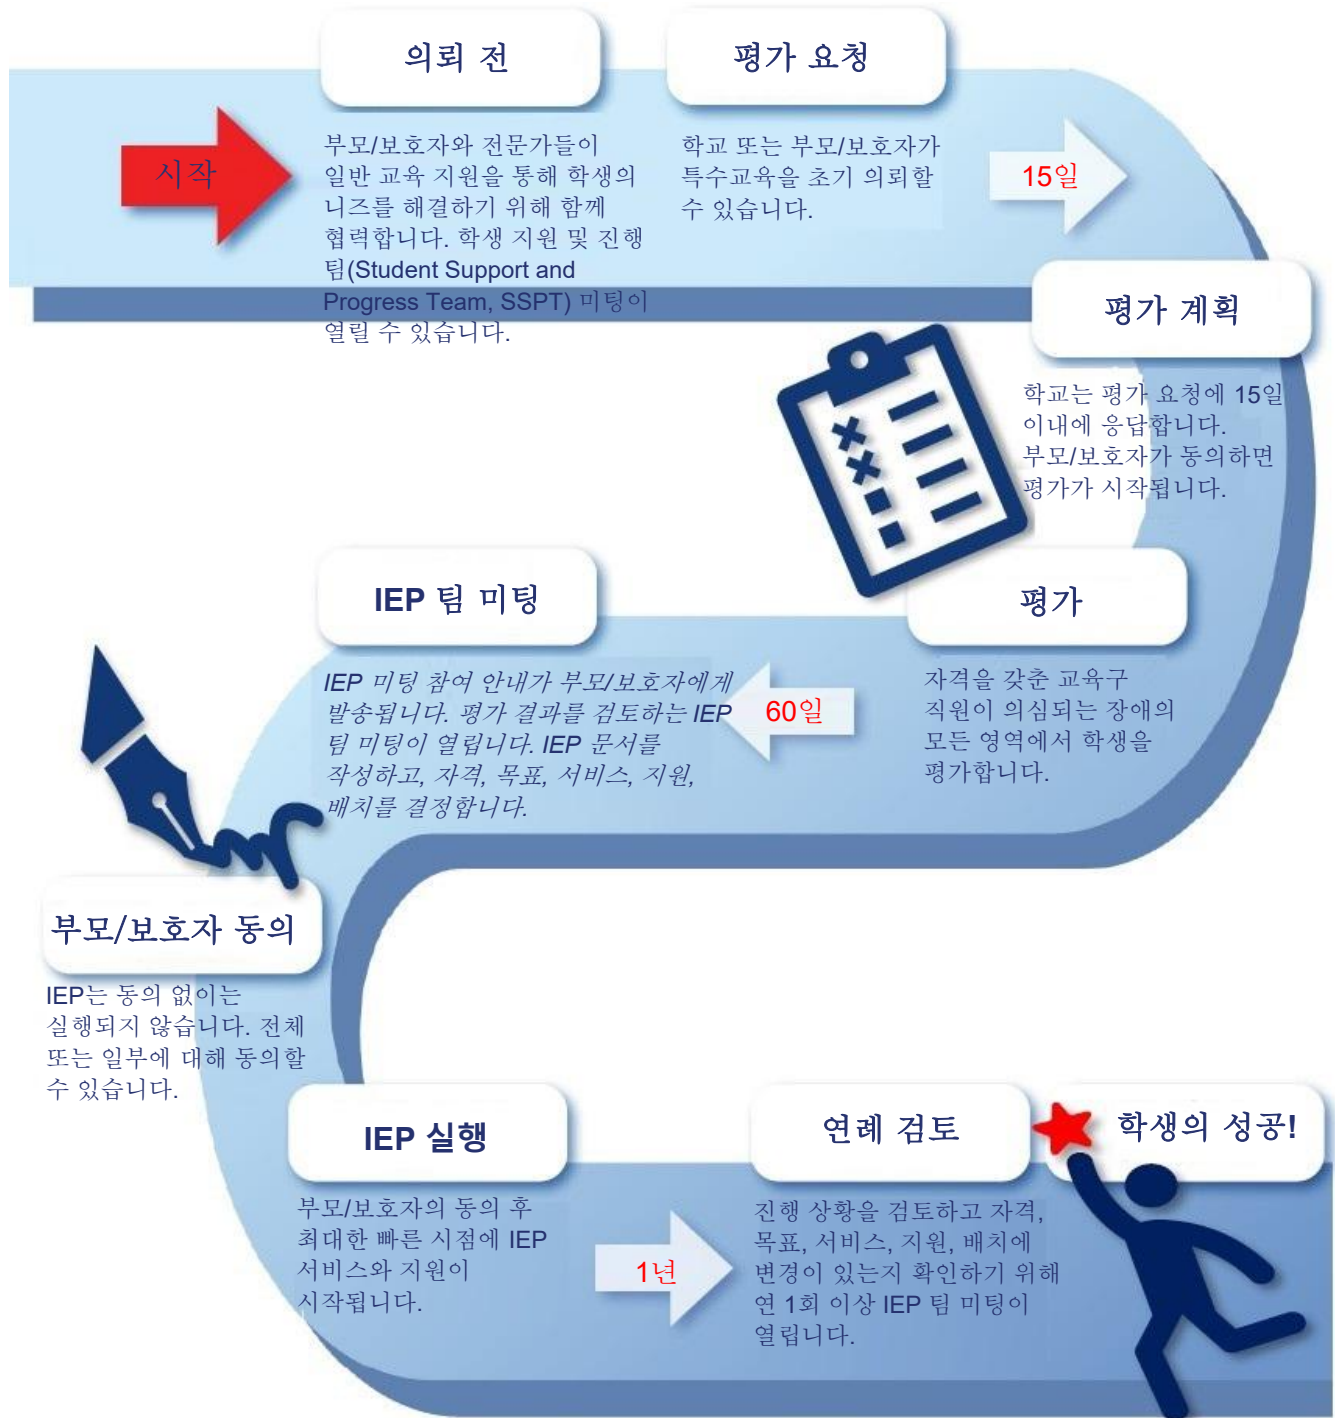 의뢰 전
평가 요청
시작
부모/보호자와 전문가들이
일반 교육 지원을 통해 학생의
니즈를 해결하기 위해 함께
협력합니다. 학생 지원 및 진행
팀(Student Support and
Progress Team, SSPT) 미팅이
열릴 수 있습니다.
학교 또는 부모/보호자가
특수교육을 초기 의뢰할
수 있습니다.
15일
평가 계획
학교는 평가 요청에 15일
이내에 응답합니다.
부모/보호자가 동의하면
평가가 시작됩니다.
평가
자격을 갖춘 교육구
직원이 의심되는 장애의
모든 영역에서 학생을
평가합니다.
60일
IEP 팀 미팅
IEP 미팅 참여 안내가 부모/보호자에게
발송됩니다. 평가 결과를 검토하는 IEP
팀 미팅이 열립니다. IEP 문서를
작성하고, 자격, 목표, 서비스, 지원,
배치를 결정합니다.
부모/보호자 동의
IEP는 동의 없이는
실행되지 않습니다. 전체
또는 일부에 대해 동의할
수 있습니다.
IEP 실행
부모/보호자의 동의 후
최대한 빠른 시점에 IEP
서비스와 지원이
시작됩니다.
1년
연례 검토
진행 상황을 검토하고 자격,
목표, 서비스, 지원, 배치에
변경이 있는지 확인하기 위해
연 1회 이상 IEP 팀 미팅이
열립니다.
학생의 성공!